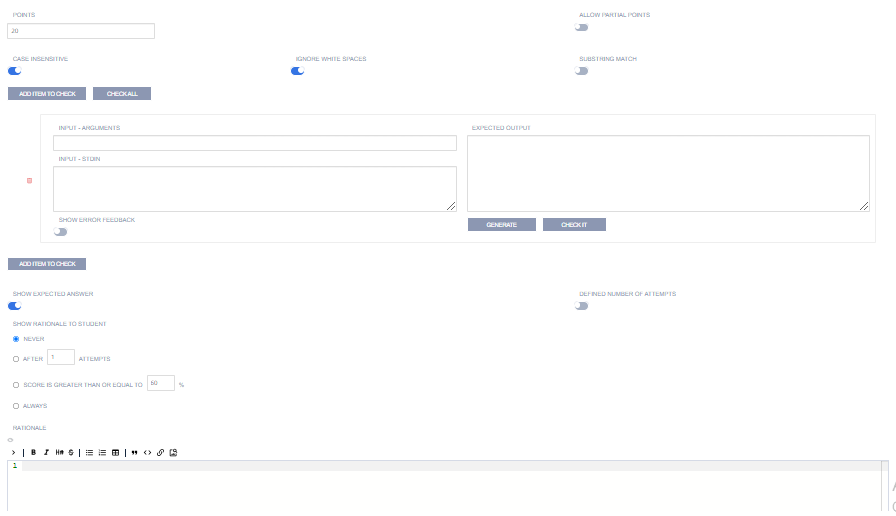 POINTS
ALLOW PARTIAL POINTS
20
CASE INSENSITIVE
IGNORE WHITE SPACES
SUBSTRING MATCH
ADD ITEM TO CHECK
CHECK ALL
INPUT - ARGUMENTS
EXPECTED OUTPUT
INPUT - STDIN
SHOW ERROR FEEDBACK
GENERATE
CHECK IT
ADD ITEM TO CHECK
SHOW EXPECTED ANSWER
DEFINED NUMBER OF ATTEMPTS
SHOW RATIONALE TO STUDENT
NEVER
AFTER 1 ATTEMPTS
SCORE IS GREATER THAN OR EQUAL TO 60 %
ALWAYS
RATIONALE
B I H# S
1